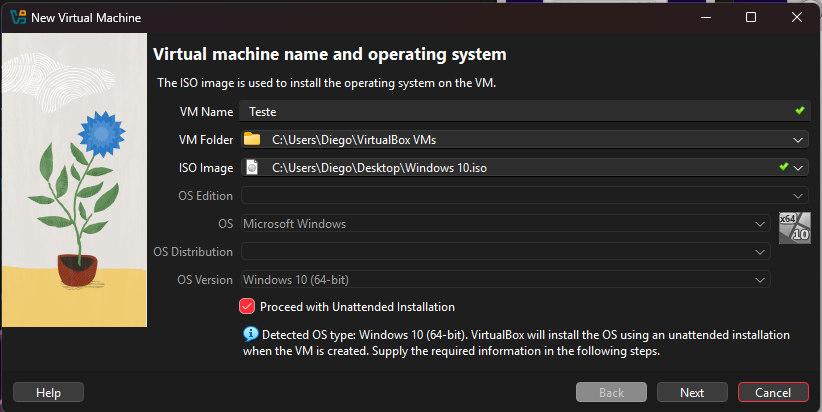 New Virtual Machine
Virtual machine name and operating system
The ISO image is used to install the operating system on the VM.
VM Name Teste
VM Folder C:\Users\Diego\VirtualBox VMs
ISO Image C:\Users\Diego\Desktop\Windows 10.iso
OS Edition
OS Microsoft Windows x64 10
OS Distribution
OS Version Windows 10 (64-bit)
Proceed with Unattended Installation
Detected OS type: Windows 10 (64-bit). VirtualBox will install the OS using an unattended installation
when the VM is created. Supply the required information in the following steps.
Help Back Next Cancel